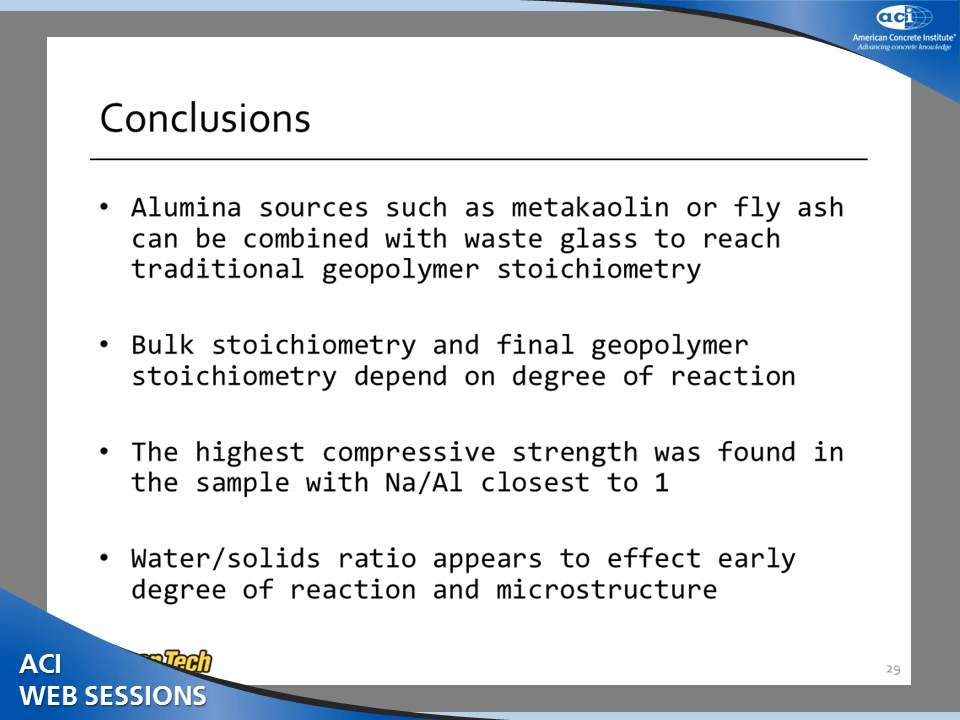 aci
American Concrete Institute®
Advancing concrete knowledge
Conclusions
• Alumina sources such as metakaolin or fly ash
can be combined with waste glass to reach
traditional geopolymer stoichiometry
• Bulk stoichiometry and final geopolymer
stoichiometry depend on degree of reaction
• The highest compressive strength was found in
the sample with Na/Al closest to 1
• Water/solids ratio appears to effect early
degree of reaction and microstructure
Tech
29
ACI
WEB SESSIONS